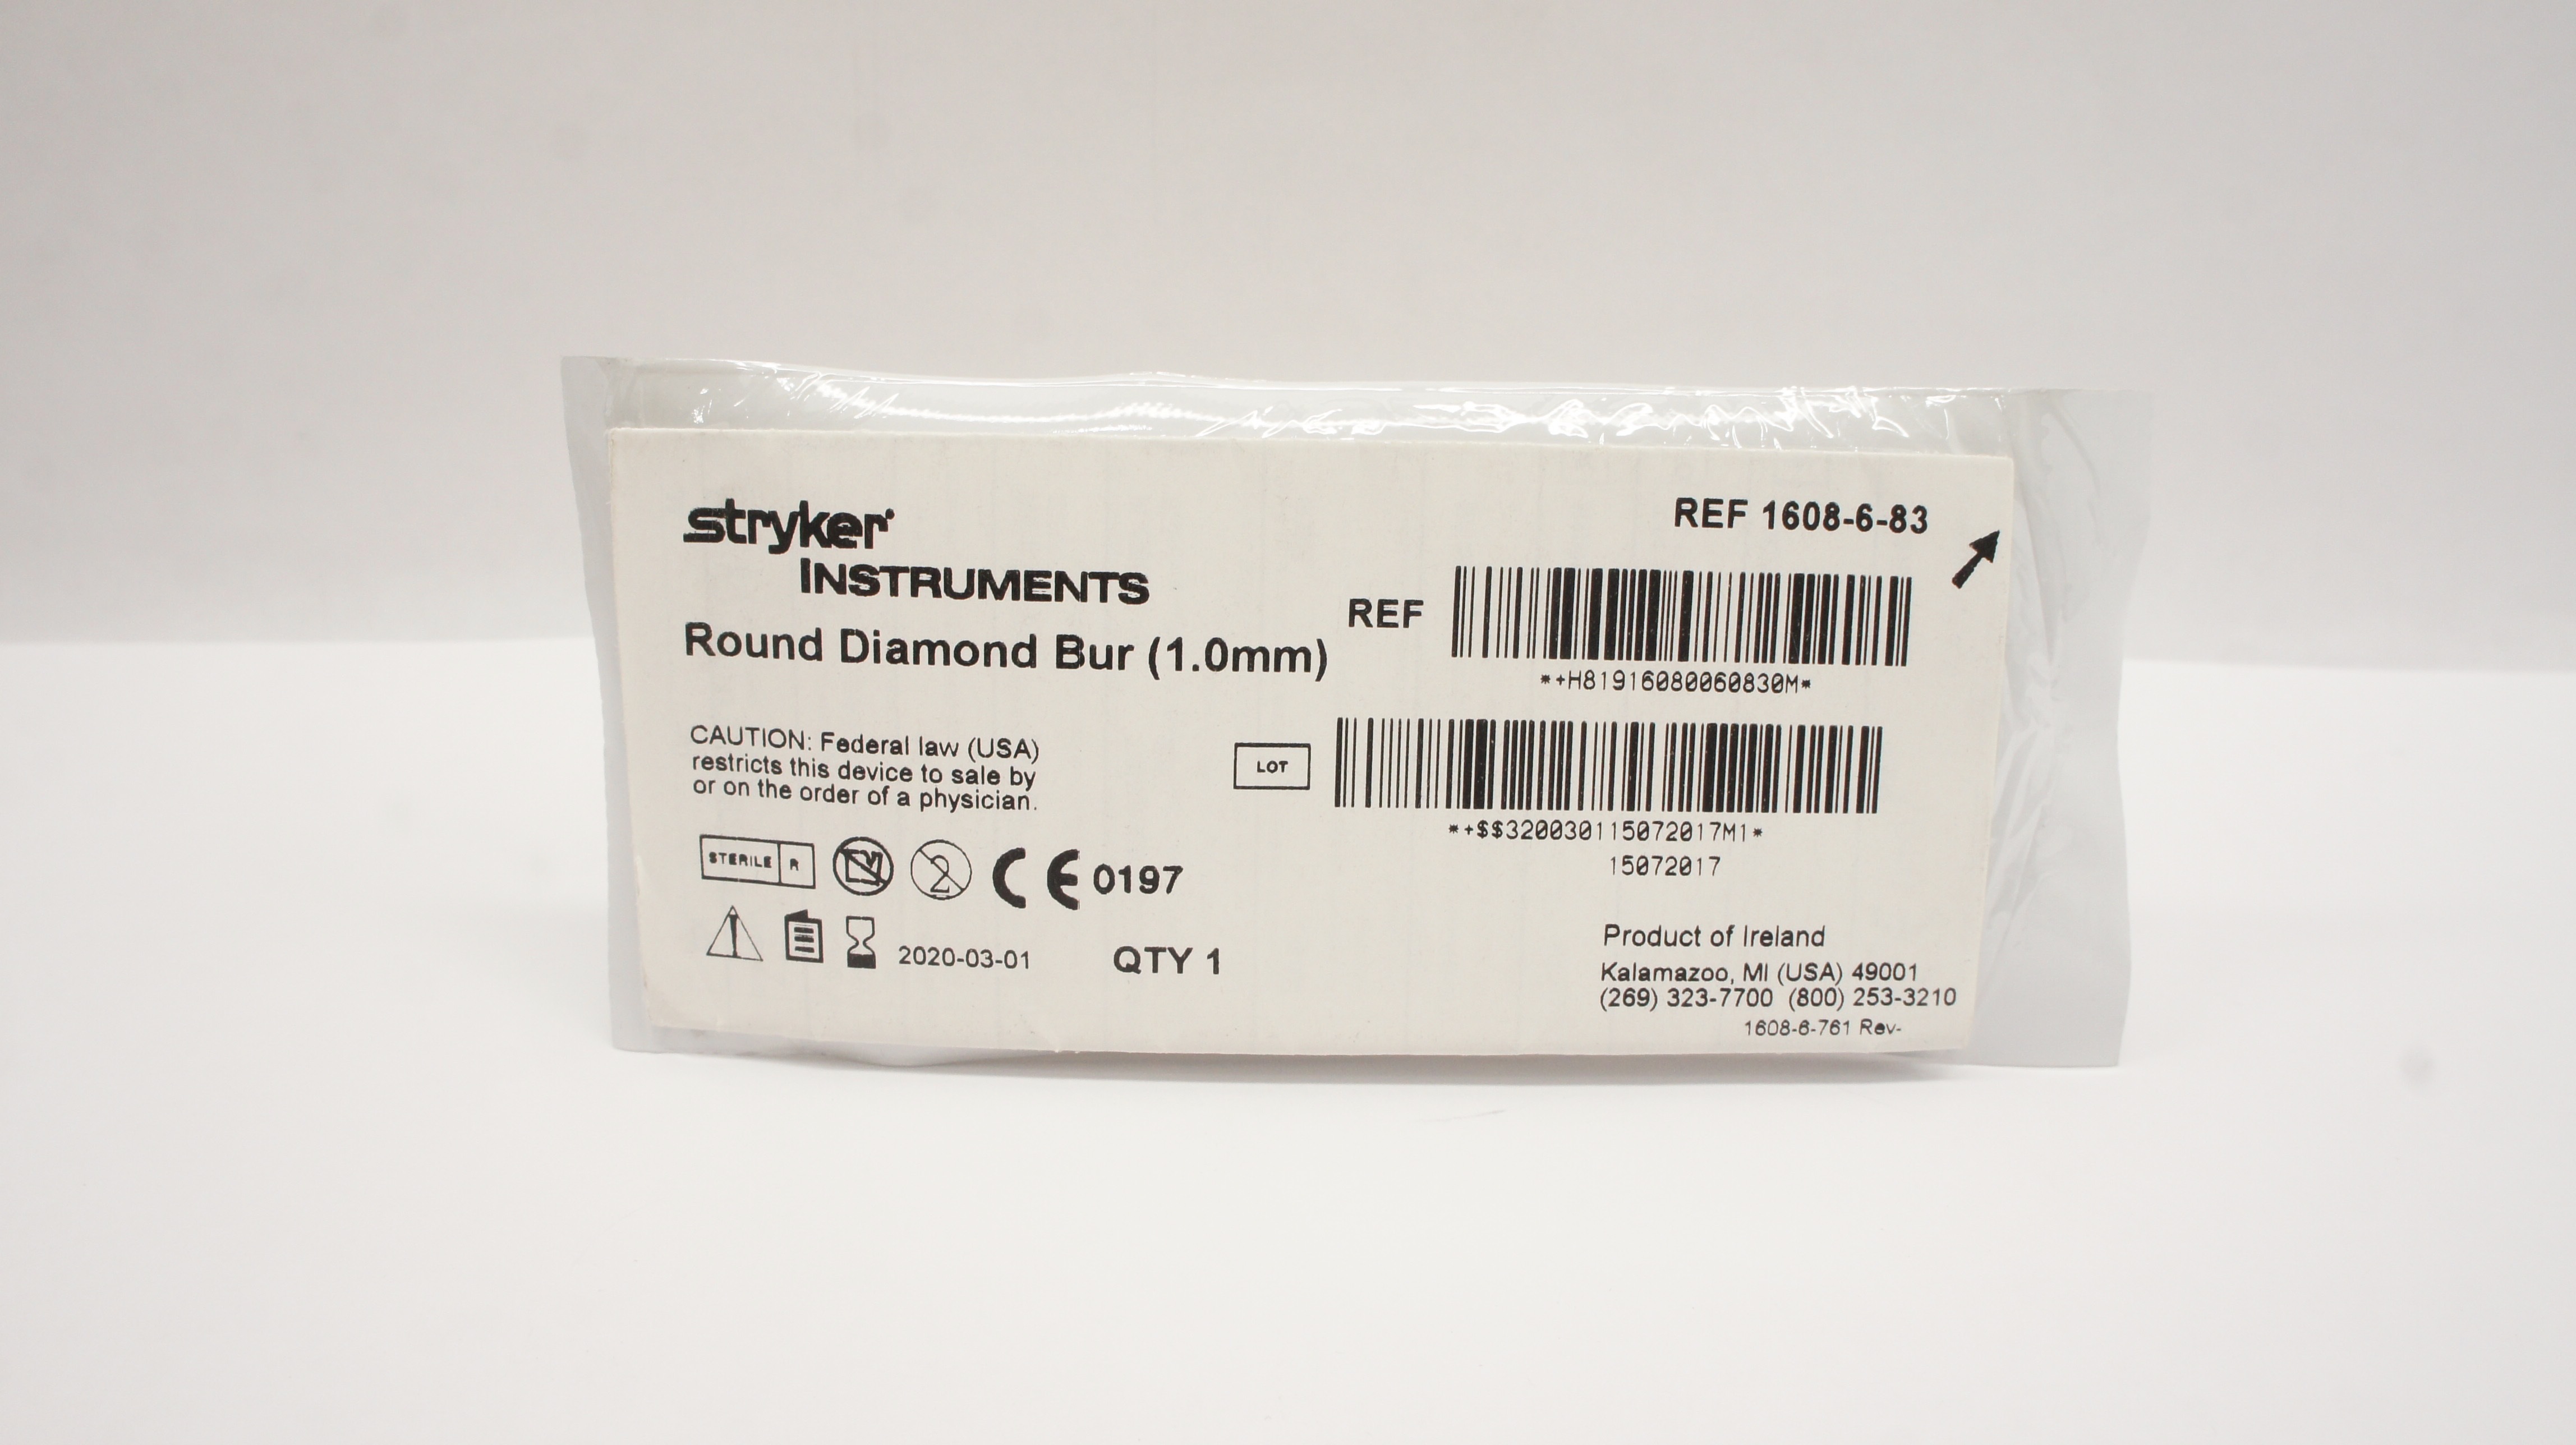 stryker
INSTRUMENTS
Round Diamond Bur (1.0mm)
REF 1608-6-83
REF
*+H81916080060830M*
CAUTION: Federal law (USA)
restricts this device to sale by
or on the order of a physician.
LOT
*+$$320030115072017M1*
15072017
STERILE R
2
CE 0197
2020-03-01
QTY 1
Product of Ireland
Kalamazoo, MI (USA) 49001
(269) 323-7700 (800) 253-3210
1608-6-761 Rev-